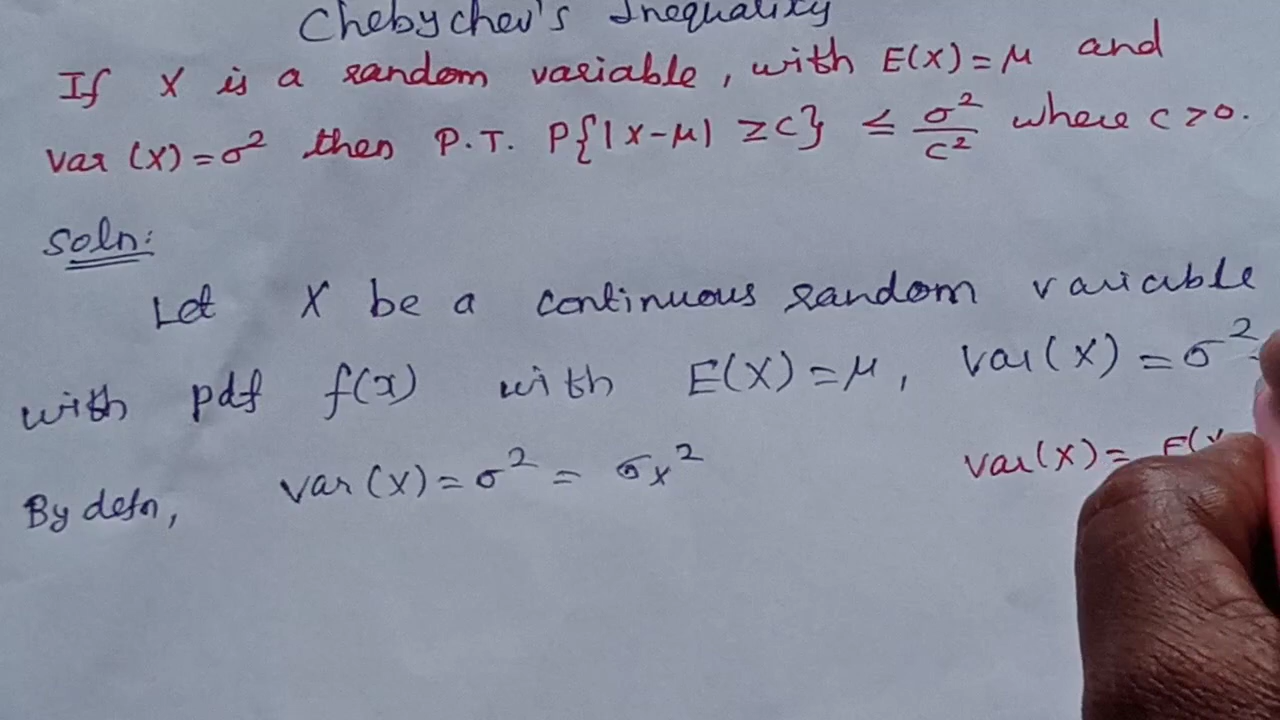 Chebychev's Inequality
If X is a random variable, with E(X) = μ and
Var (X) = σ² then P.T. P{|X-μ| ≥ C} ≤ σ²/C² where C > 0.
Soln:
Let X be a continuous random variable
with pdf f(x) with E(X) = μ, Var(X) = σ²
By defn, Var (X) = σ² = σx² Var(X) = E(